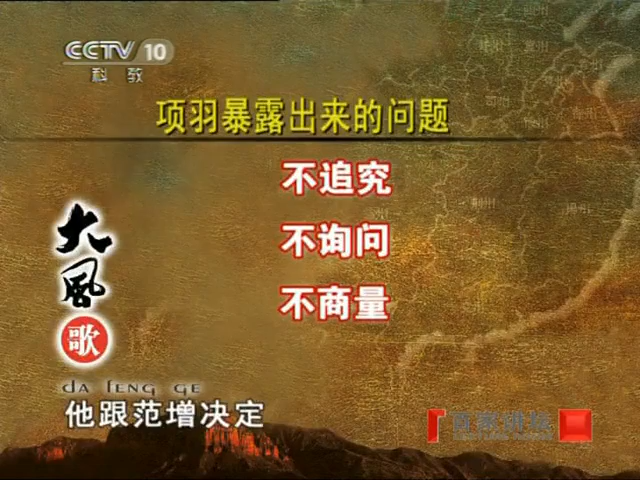 CCTV 10
科 教
项羽暴露出来的问题
不追究
不询问
不商量
大
风
歌
da feng ge
他跟范增决定
百家讲坛